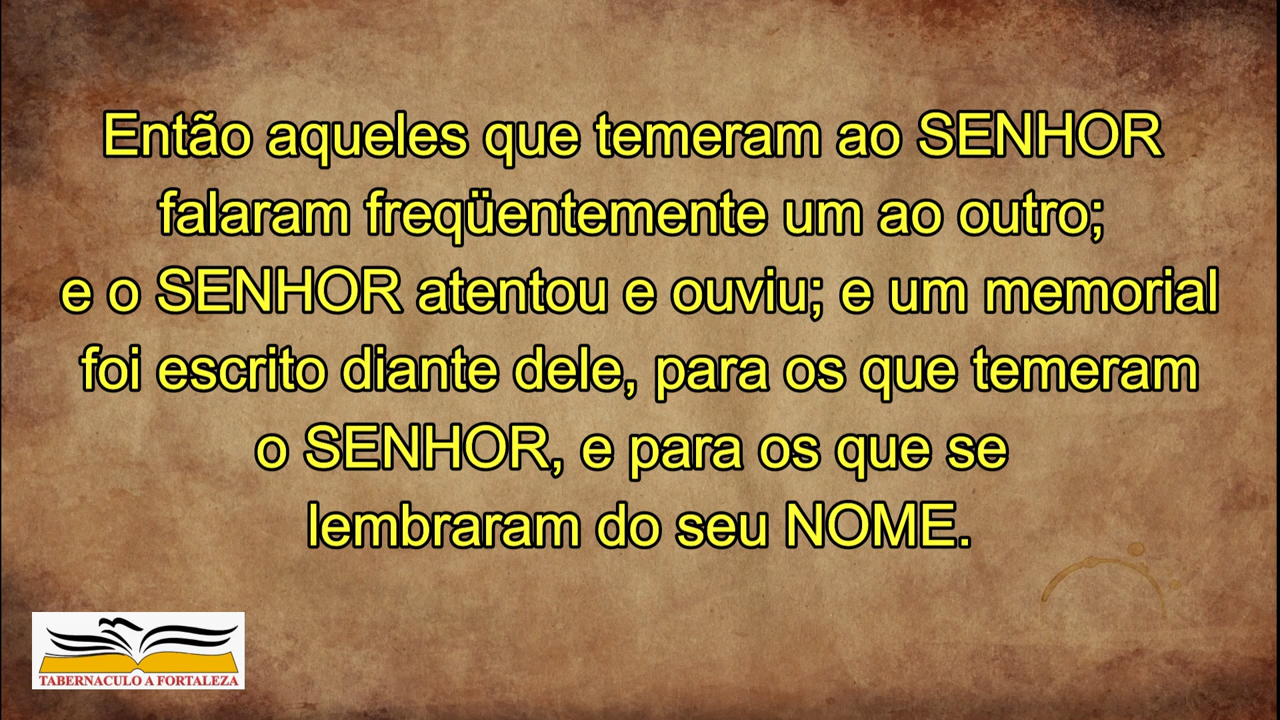 Então aqueles que temeram ao SENHOR
falaram freqüentemente um ao outro;
e o SENHOR atentou e ouviu; e um memorial
foi escrito diante dele, para os que temeram
o SENHOR, e para os que se
lembraram do seu NOME.
TABERNACULO A FORTALEZA